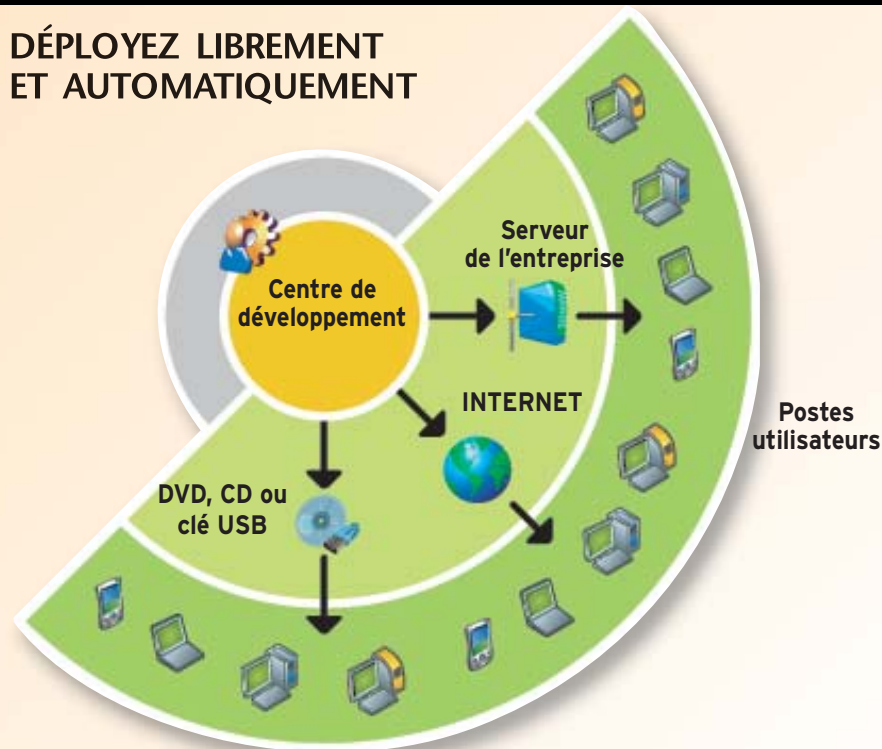 DÉPLOYEZ LIBREMENT
ET AUTOMATIQUEMENT
Serveur
de l'entreprise
Centre de
développement
INTERNET
Postes
utilisateurs
DVD, CD ou
clé USB